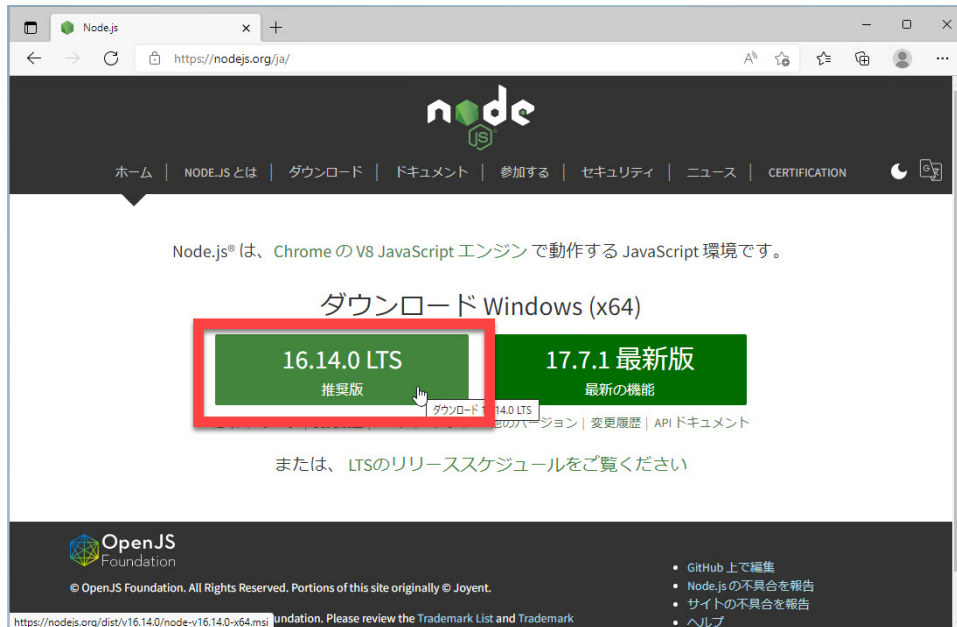 Node.js
https://nodejs.org/ja/
node
JS
ホーム | NODE.JS とは | ダウンロード | ドキュメント | 参加する | セキュリティ | ニュース | CERTIFICATION
Node.js® は、Chrome の V8 JavaScript エンジン で動作する JavaScript 環境です。
ダウンロード Windows (x64)
16.14.0 LTS
推奨版
17.7.1 最新版
最新の機能
ダウンロード 1 14.0 LTS
のバージョン | 変更履歴 | API ドキュメント
または、 LTSのリリーススケジュールをご覧ください
OpenJS
Foundation
© OpenJS Foundation. All Rights Reserved. Portions of this site originally © Joyent.
undation. Please review the Trademark List and Trademark
GitHub 上で編集
Node.js の不具合を報告
サイトの不具合を報告
ヘルプ
https://nodejs.org/dist/v16.14.0/node-v16.14.0-x64.msi